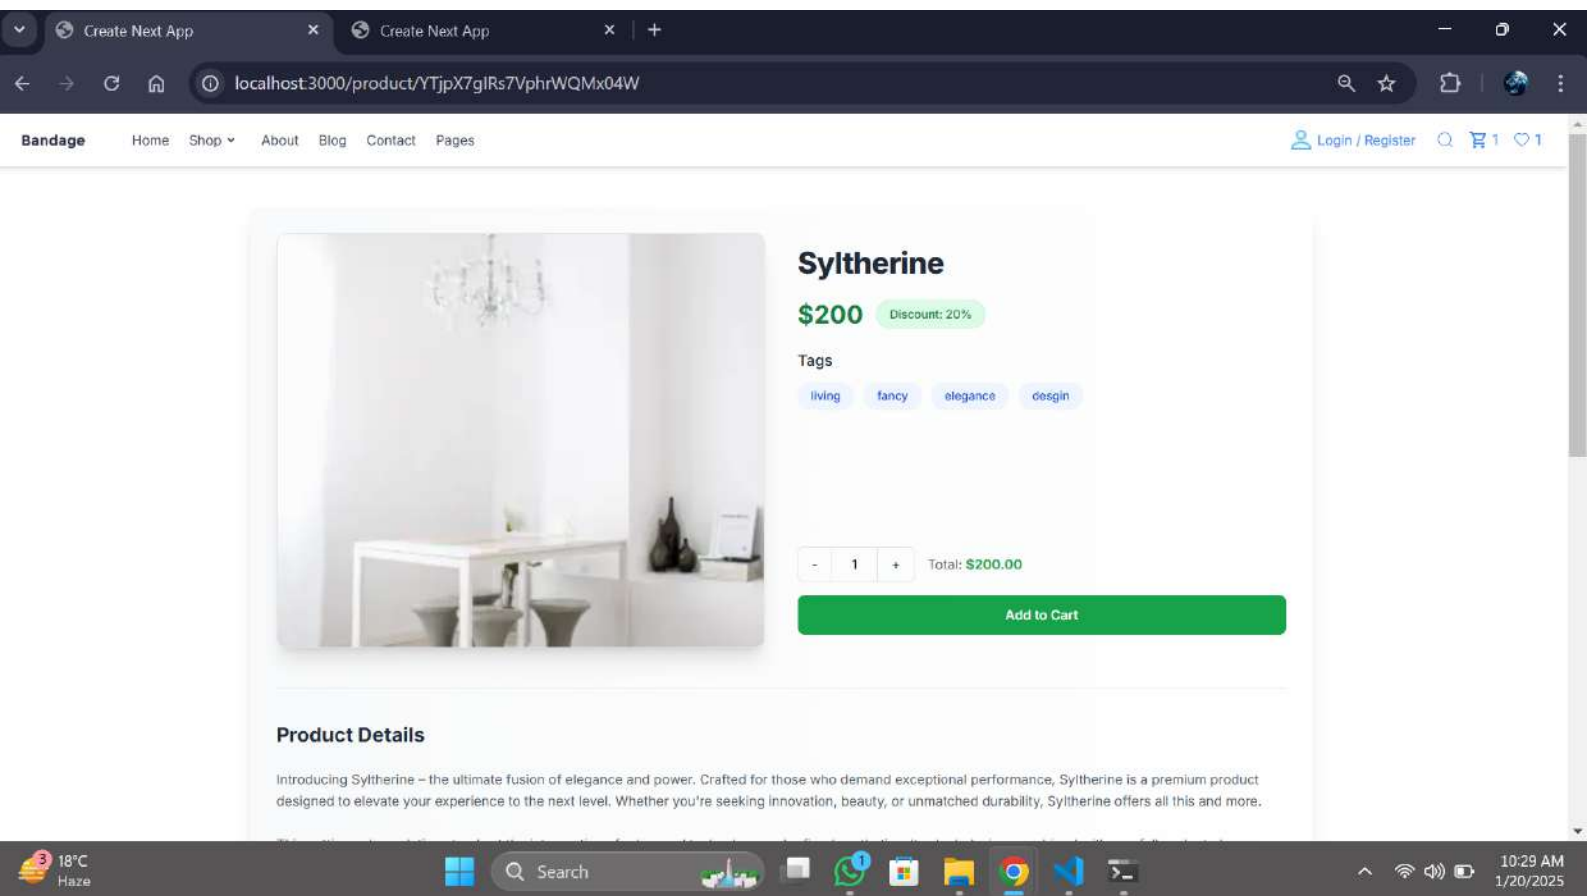 Create Next App
Create Next App
localhost:3000/product/YTjpX7gIRs7VphrWQMx04W
Bandage Home Shop About Blog Contact Pages Login / Register 1 1
Syltherine
$200 Discount: 20%
Tags
living fancy elegance desgin
- 1 + Total: $200.00
Add to Cart
Product Details
Introducing Syltherine – the ultimate fusion of elegance and power. Crafted for those who demand exceptional performance, Syltherine is a premium product
designed to elevate your experience to the next level. Whether you're seeking innovation, beauty, or unmatched durability, Syltherine offers all this and more.
3 18°C
Haze
Search
1
10:29 AM
1/20/2025